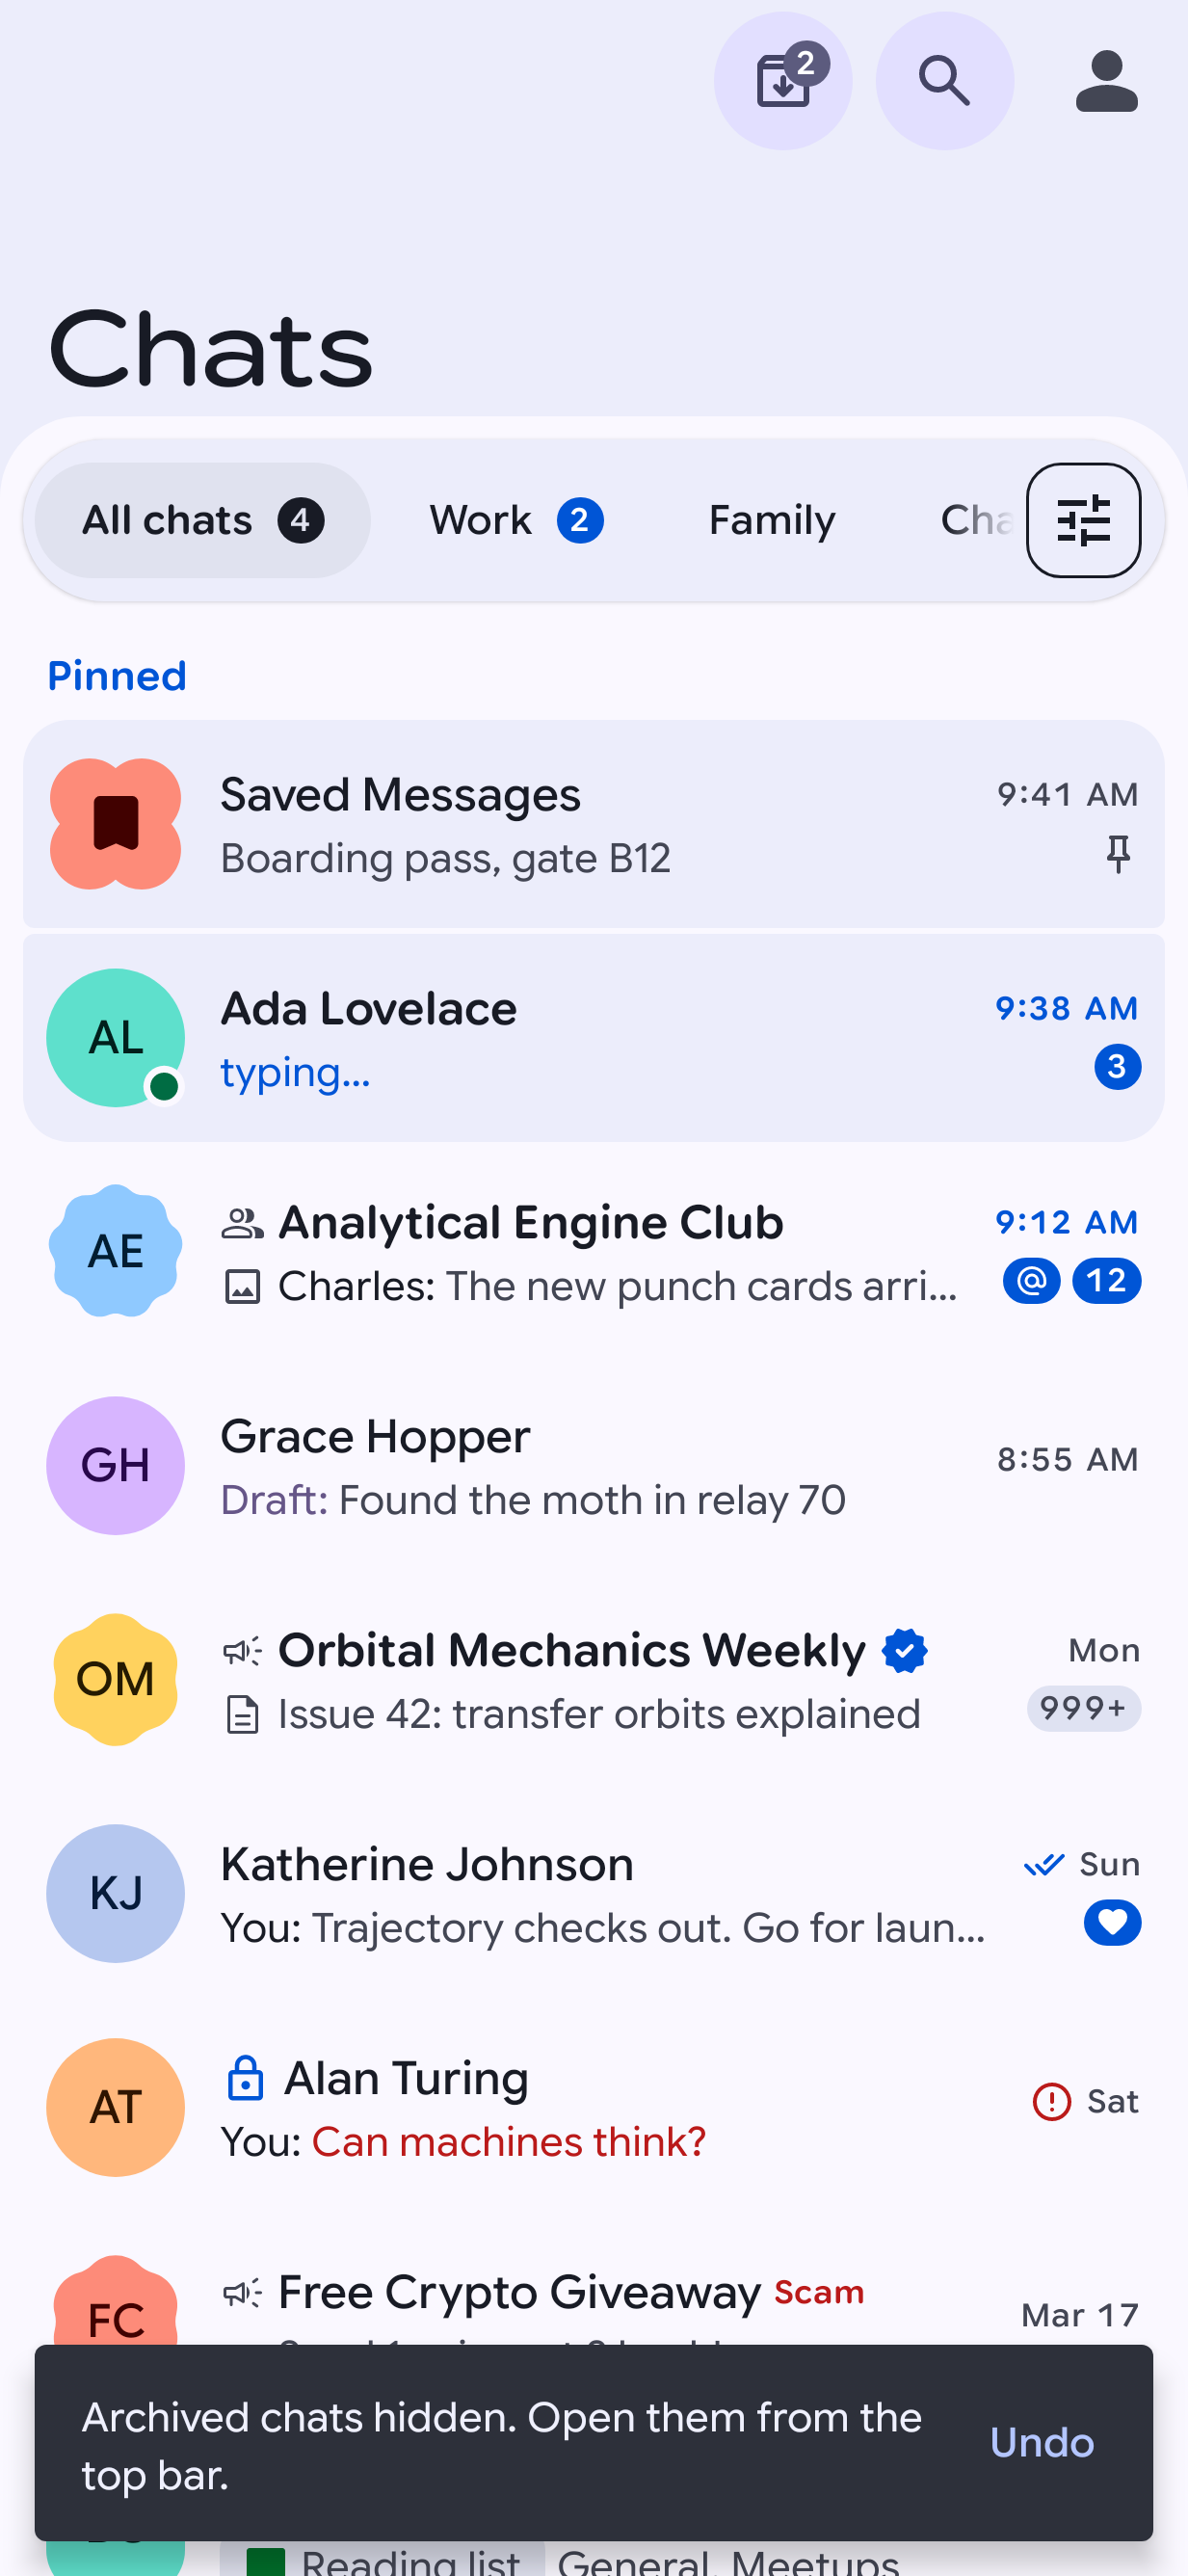 2
Chats
All chats 4 Work 2 Family Cha
Pinned
Saved Messages 9:41 AM
Boarding pass, gate B12
AL Ada Lovelace 9:38 AM
typing... 3
AE Analytical Engine Club 9:12 AM
Charles: The new punch cards arri... @ 12
GH Grace Hopper 8:55 AM
Draft: Found the moth in relay 70
OM Orbital Mechanics Weekly Mon
Issue 42: transfer orbits explained 999+
KJ Katherine Johnson Sun
You: Trajectory checks out. Go for laun...
AT Alan Turing Sat
You: Can machines think?
FC Free Crypto Giveaway Scam Mar 17
Archived chats hidden. Open them from the
top bar.
Undo
Reading list General, Meetups